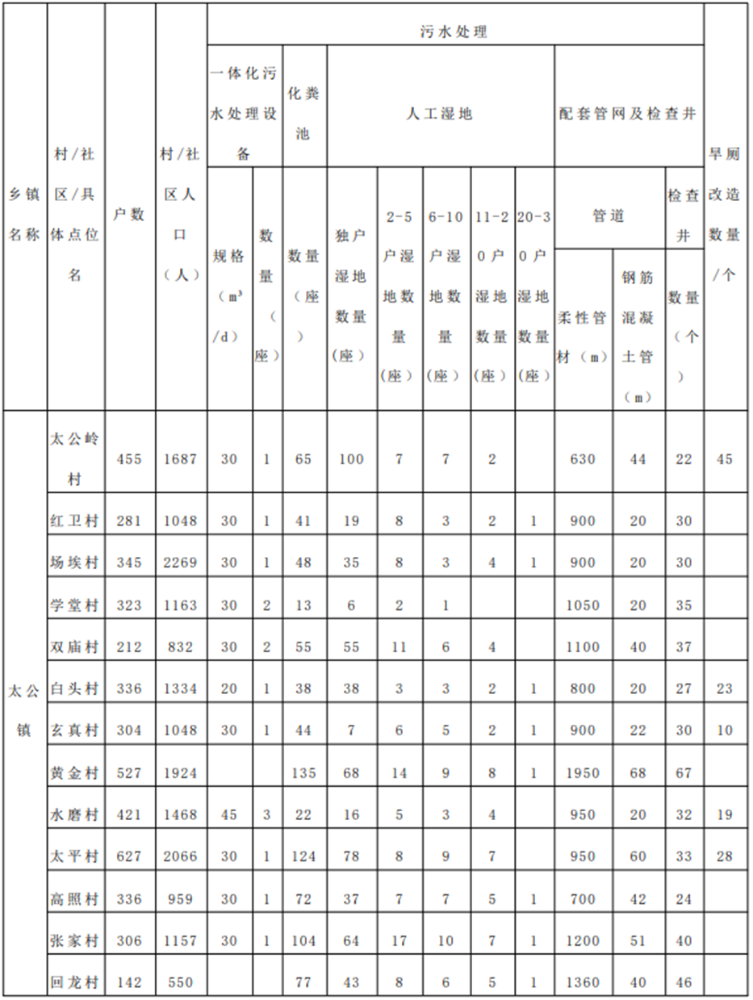 乡镇名称 村/社区/具体点位名 户数 村/社区人口（人） 污水处理 旱厕改造数量/个
一体化污水处理设备 化粪池 人工湿地 配套管网及检查井
规格（m³/d） 数量（座） 数量（座） 独户湿地数量(座) 2-5户湿地数量(座) 6-10户湿地数量(座) 11-20户湿地数量(座) 20-30户湿地数量(座) 管道 检查井
柔性管材（m） 钢筋混凝土管（m） 数量（个）
太公镇
太公岭村 455 1687 30 1 65 100 7 7 2 630 44 22 45
红卫村 281 1048 30 1 41 19 8 3 2 1 900 20 30
场埃村 345 2269 30 1 48 35 8 3 4 1 900 20 30
学堂村 323 1163 30 2 13 6 2 1 1050 20 35
双庙村 212 832 30 2 55 55 11 6 4 1100 40 37
白头村 336 1334 20 1 38 38 3 3 2 1 800 20 27 23
玄真村 304 1048 30 1 44 7 6 5 2 1 900 22 30 10
黄金村 527 1924 135 68 14 9 8 1 1950 68 67
水磨村 421 1468 45 3 22 16 5 3 4 950 20 32 19
太平村 627 2066 30 1 124 78 8 9 7 950 60 33 28
高照村 336 959 30 1 72 37 7 7 5 1 700 42 24
张家村 306 1157 30 1 104 64 17 10 7 1 1200 51 40
回龙村 142 550 77 43 8 6 5 1 1360 40 46